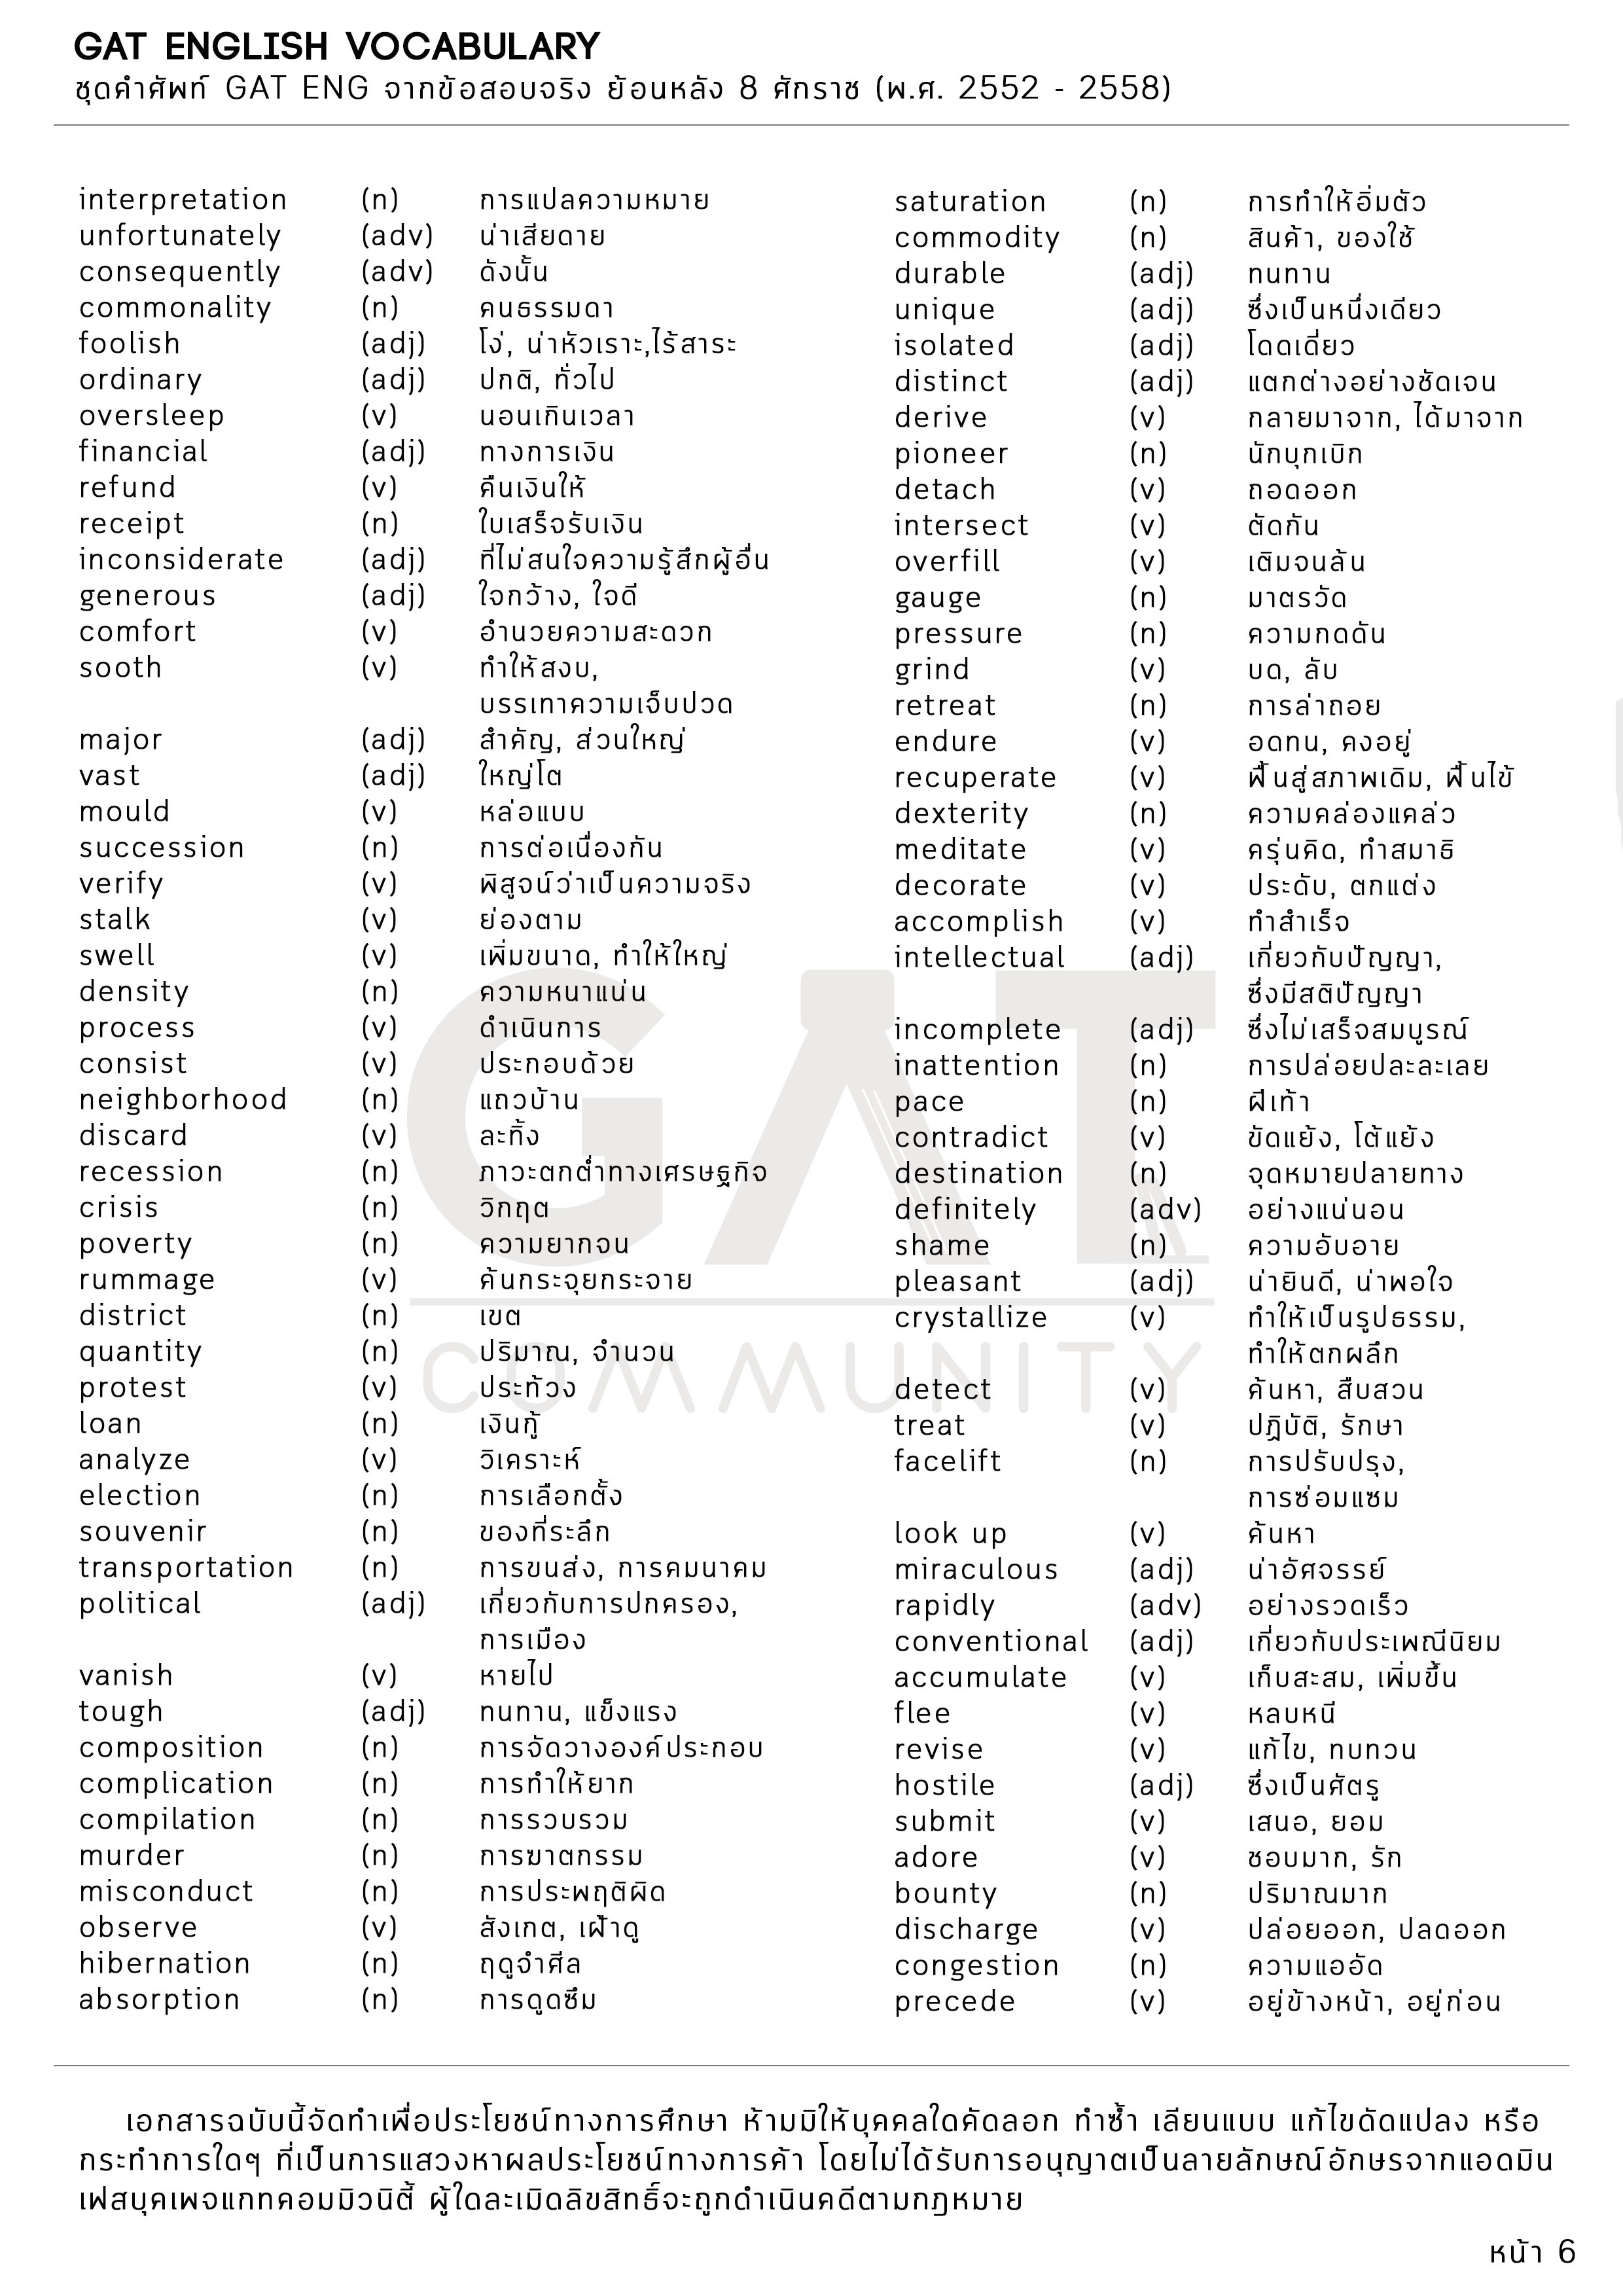 GAT ENGLISH VOCABULARY
ชุดคำศัพท์ GAT ENG จากข้อสอบจริง ย้อนหลัง 8 ศักราช (พ.ศ. 2552 - 2558)
interpretation (n) การแปลความหมาย
unfortunately (adv) น่าเสียดาย
consequently (adv) ดังนั้น
commonality (n) คนธรรมดา
foolish (adj) โง่, น่าหัวเราะ,ไร้สาระ
ordinary (adj) ปกติ, ทั่วไป
oversleep (v) นอนเกินเวลา
financial (adj) ทางการเงิน
refund (v) คืนเงินให้
receipt (n) ใบเสร็จรับเงิน
inconsiderate (adj) ที่ไม่สนใจความรู้สึกผู้อื่น
generous (adj) ใจกว้าง, ใจดี
comfort (v) อำนวยความสะดวก
sooth (v) ทำให้สงบ,
บรรเทาความเจ็บปวด
major (adj) สำคัญ, ส่วนใหญ่
vast (adj) ใหญ่โต
mould (v) หล่อแบบ
succession (n) การต่อเนื่องกัน
verify (v) พิสูจน์ว่าเป็นความจริง
stalk (v) ย่องตาม
swell (v) เพิ่มขนาด, ทำให้ใหญ่
density (n) ความหนาแน่น
process (v) ดำเนินการ
consist (v) ประกอบด้วย
neighborhood (n) แถวบ้าน
discard (v) ละทิ้ง
recession (n) ภาวะตกต่ำทางเศรษฐกิจ
crisis (n) วิกฤต
poverty (n) ความยากจน
rummage (v) ค้นกระจุยกระจาย
district (n) เขต
quantity (n) ปริมาณ, จำนวน
protest (v) ประท้วง
loan (n) เงินกู้
analyze (v) วิเคราะห์
election (n) การเลือกตั้ง
souvenir (n) ของที่ระลึก
transportation (n) การขนส่ง, การคมนาคม
political (adj) เกี่ยวกับการปกครอง,
การเมือง
vanish (v) หายไป
tough (adj) ทนทาน, แข็งแรง
composition (n) การจัดวางองค์ประกอบ
complication (n) การทำให้ยาก
compilation (n) การรวบรวม
murder (n) การฆาตกรรม
misconduct (n) การประพฤติผิด
observe (v) สังเกต, เฝ้าดู
hibernation (n) ฤดูจำศีล
absorption (n) การดูดซึม
saturation (n) การทำให้อิ่มตัว
commodity (n) สินค้า, ของใช้
durable (adj) ทนทาน
unique (adj) ซึ่งเป็นหนึ่งเดียว
isolated (adj) โดดเดี่ยว
distinct (adj) แตกต่างอย่างชัดเจน
derive (v) กลายมาจาก, ได้มาจาก
pioneer (n) นักบุกเบิก
detach (v) ถอดออก
intersect (v) ตัดกัน
overfill (v) เติมจนล้น
gauge (n) มาตรวัด
pressure (n) ความกดดัน
grind (v) บด, ลับ
retreat (n) การล่าถอย
endure (v) อดทน, คงอยู่
recuperate (v) ฟื้นสู่สภาพเดิม, ฟื้นไข้
dexterity (n) ความคล่องแคล่ว
meditate (v) ครุ่นคิด, ทำสมาธิ
decorate (v) ประดับ, ตกแต่ง
accomplish (v) ทำสำเร็จ
intellectual (adj) เกี่ยวกับปัญญา,
ซึ่งมีสติปัญญา
incomplete (adj) ซึ่งไม่เสร็จสมบูรณ์
inattention (n) การปล่อยปละละเลย
pace (n) ฝีเท้า
contradict (v) ขัดแย้ง, โต้แย้ง
destination (n) จุดหมายปลายทาง
definitely (adv) อย่างแน่นอน
shame (n) ความอับอาย
pleasant (adj) น่ายินดี, น่าพอใจ
crystallize (v) ทำให้เป็นรูปธรรม,
ทำให้ตกผลึก
detect (v) ค้นหา, สืบสวน
treat (v) ปฏิบัติ, รักษา
facelift (n) การปรับปรุง,
การซ่อมแซม
look up (v) ค้นหา
miraculous (adj) น่าอัศจรรย์
rapidly (adv) อย่างรวดเร็ว
conventional (adj) เกี่ยวกับประเพณีนิยม
accumulate (v) เก็บสะสม, เพิ่มขึ้น
flee (v) หลบหนี
revise (v) แก้ไข, ทบทวน
hostile (adj) ซึ่งเป็นศัตรู
submit (v) เสนอ, ยอม
adore (v) ชอบมาก, รัก
bounty (n) ปริมาณมาก
discharge (v) ปล่อยออก, ปลดออก
congestion (n) ความแออัด
precede (v) อยู่ข้างหน้า, อยู่ก่อน
GAT
COMMUNITY
เอกสารฉบับนี้จัดทำเพื่อประโยชน์ทางการศึกษา ห้ามมิให้บุคคลใดคัดลอก ทำซ้ำ เลียนแบบ แก้ไขดัดแปลง หรือ
กระทำการใดๆ ที่เป็นการแสวงหาผลประโยชน์ทางการค้า โดยไม่ได้รับการอนุญาตเป็นลายลักษณ์อักษรจากแอดมิน
เฟสบุคเพจแกทคอมมิวนิตี้ ผู้ใดละเมิดลิขสิทธิ์จะถูกดำเนินคดีตามกฎหมาย
หน้า 6